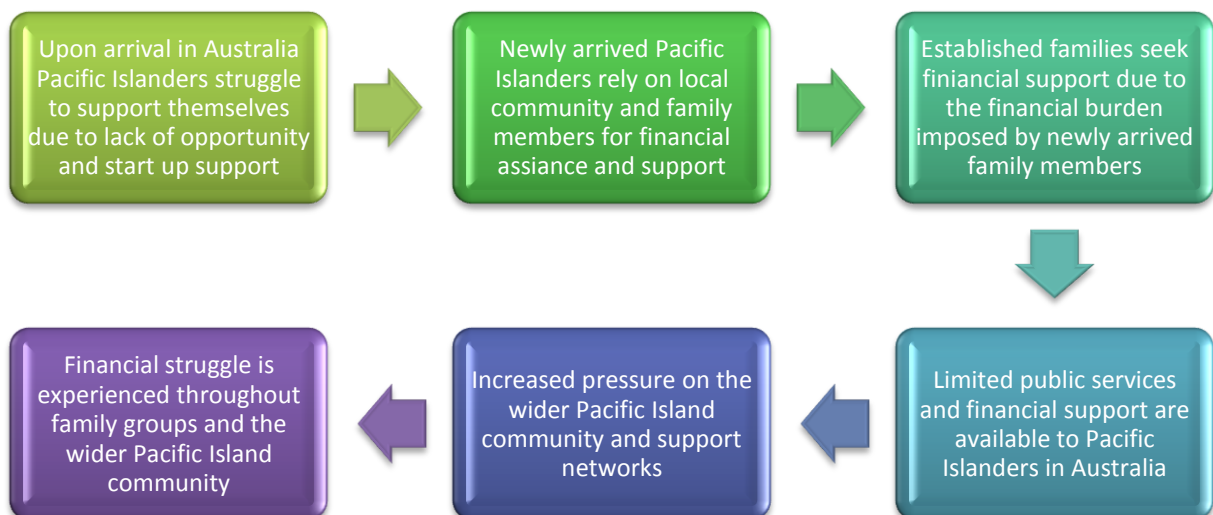 Upon arrival in Australia
Pacific Islanders struggle
to support themselves
due to lack of opportunity
and start up support
Newly arrived Pacific
Islanders rely on local
community and family
members for financial
assiance and support
Established families seek
finiancial support due to
the financial burden
imposed by newly arrived
family members
Limited public services
and financial support are
available to Pacific
Islanders in Australia
Increased pressure on the
wider Pacific Island
community and support
networks
Financial struggle is
experienced throughout
family groups and the
wider Pacific Island
community